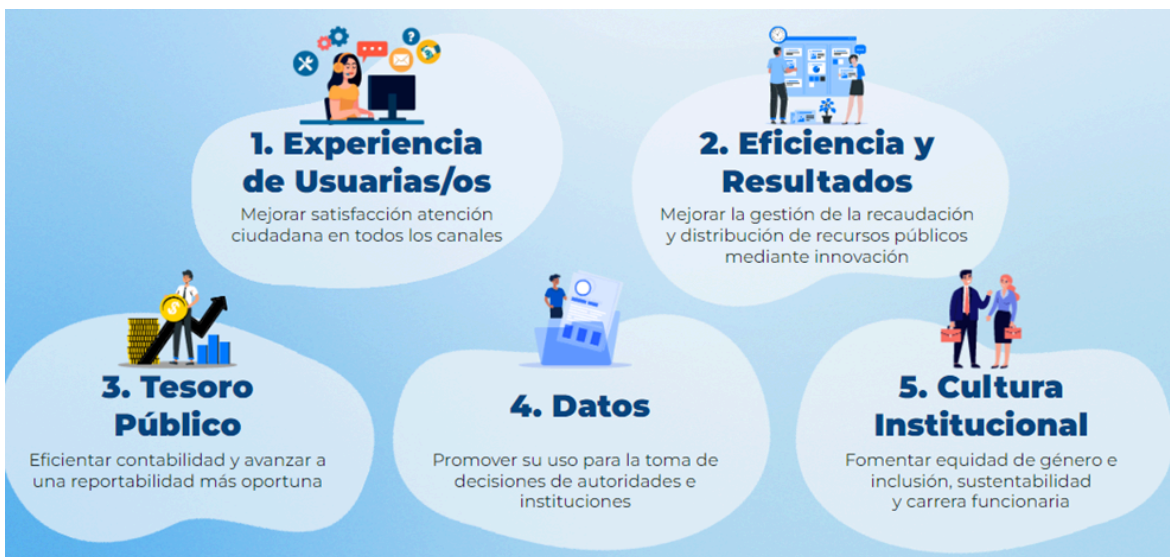 1. Experiencia
de Usuarias/os
Mejorar satisfacción atención
ciudadana en todos los canales
2. Eficiencia y
Resultados
Mejorar la gestión de la recaudación
y distribución de recursos públicos
mediante innovación
3. Tesoro
Público
Eficientar contabilidad y avanzar a
una reportabilidad más oportuna
4. Datos
Promover su uso para la toma de
decisiones de autoridades e
instituciones
5. Cultura
Institucional
Fomentar equidad de género e
inclusión, sustentabilidad
y carrera funcionaria